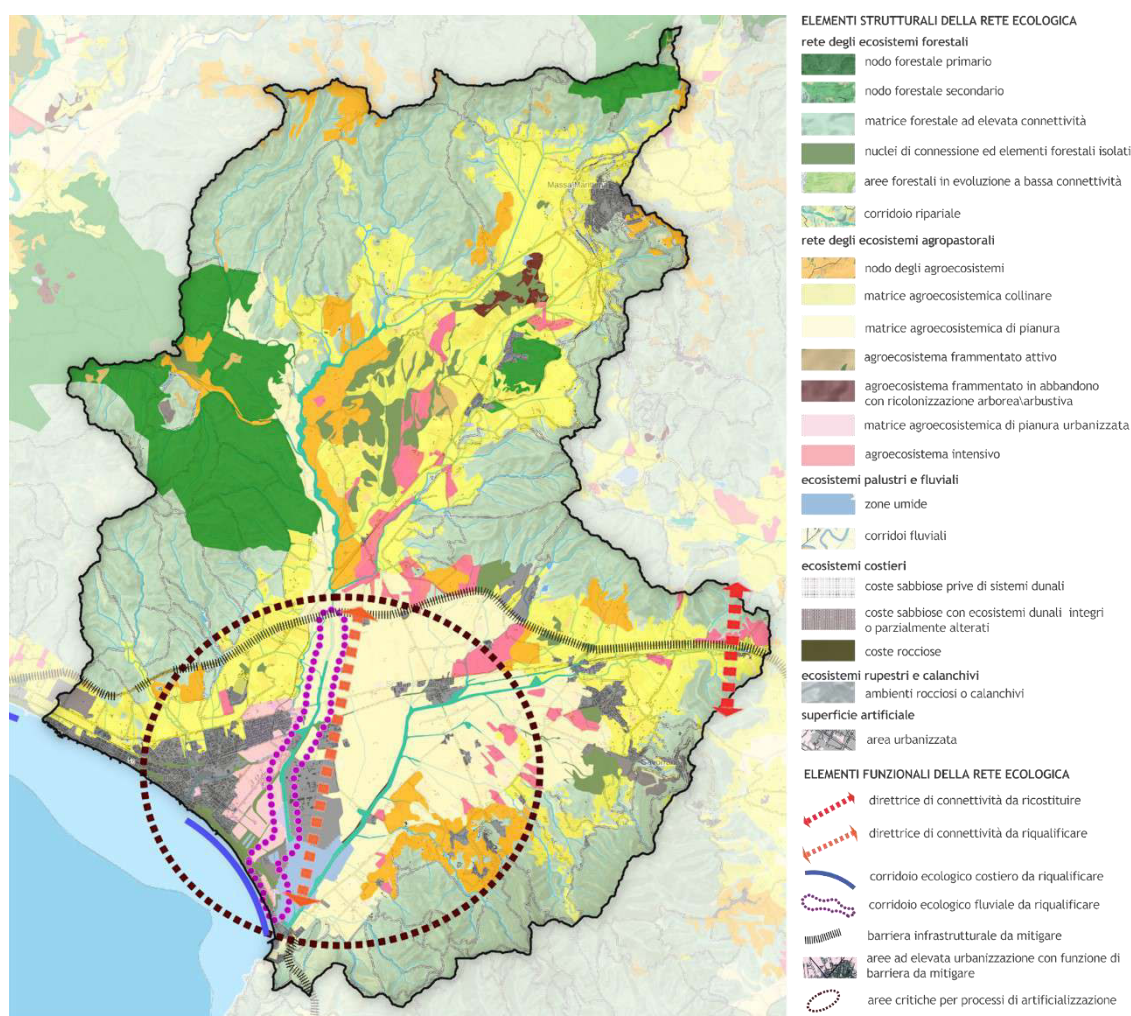 ELEMENTI STRUTTURALI DELLA RETE ECOLOGICA
rete degli ecosistemi forestali
nodo forestale primario
nodo forestale secondario
matrice forestale ad elevata connettività
nuclei di connessione ed elementi forestali isolati
aree forestali in evoluzione a bassa connettività
corridoio ripariale
rete degli ecosistemi agropastorali
nodo degli agroecosistemi
matrice agroecosistemica collinare
matrice agroecosistemica di pianura
agroecosistema frammentato attivo
agroecosistema frammentato in abbandono
con ricolonizzazione arborea\arbustiva
matrice agroecosistemica di pianura urbanizzata
agroecosistema intensivo
ecosistemi palustri e fluviali
zone umide
corridoi fluviali
ecosistemi costieri
coste sabbiose prive di sistemi dunali
coste sabbiose con ecosistemi dunali integri
o parzialmente alterati
coste rocciose
ecosistemi rupestri e calanchivi
ambienti rocciosi o calanchivi
superficie artificiale
area urbanizzata
ELEMENTI FUNZIONALI DELLA RETE ECOLOGICA
direttrice di connettività da ricostituire
direttrice di connettività da riqualificare
corridoio ecologico costiero da riqualificare
corridoio ecologico fluviale da riqualificare
barriera infrastrutturale da mitigare
aree ad elevata urbanizzazione con funzione di
barriera da mitigare
aree critiche per processi di artificializzazione
Massa